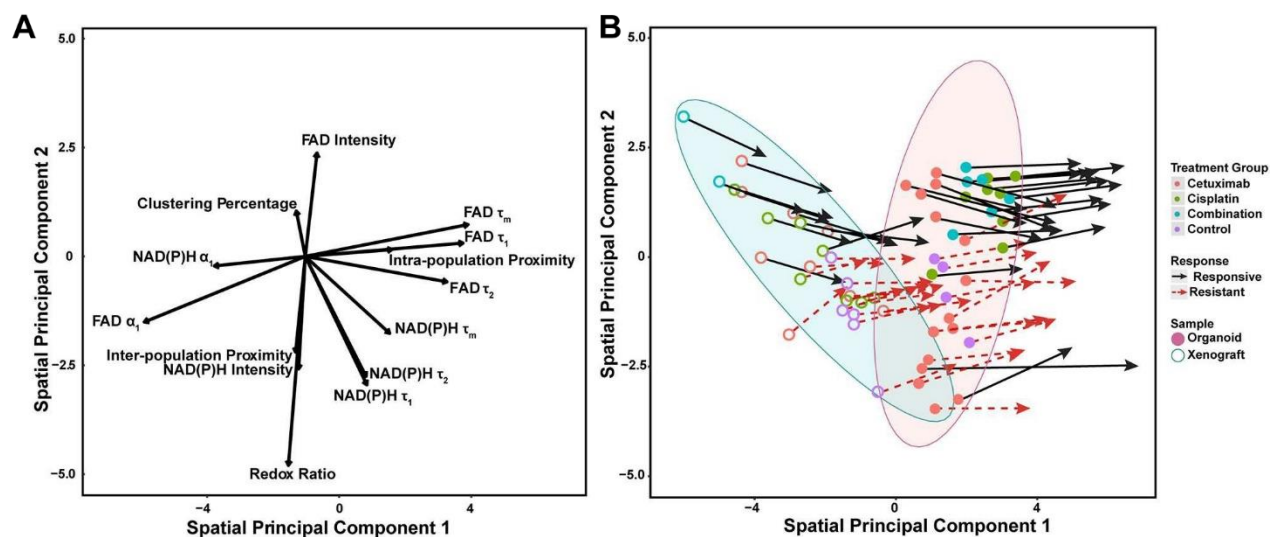 A
Spatial Principal Component 2
5.0
2.5
0
−2.5
−5.0
FAD Intensity
Clustering Percentage
FAD τm
FAD τ1
NAD(P)H α1
Intra-population Proximity
FAD τ2
FAD α1
NAD(P)H τm
Inter-population Proximity
NAD(P)H Intensity
NAD(P)H τ2
NAD(P)H τ1
Redox Ratio
−4
0
4
Spatial Principal Component 1
B
Spatial Principal Component 2
5.0
2.5
0
−2.5
−5.0
−4
0
4
Spatial Principal Component 1
Treatment Group
Cetuximab
Cisplatin
Combination
Control
Response
Responsive
Resistant
Sample
Organoid
Xenograft